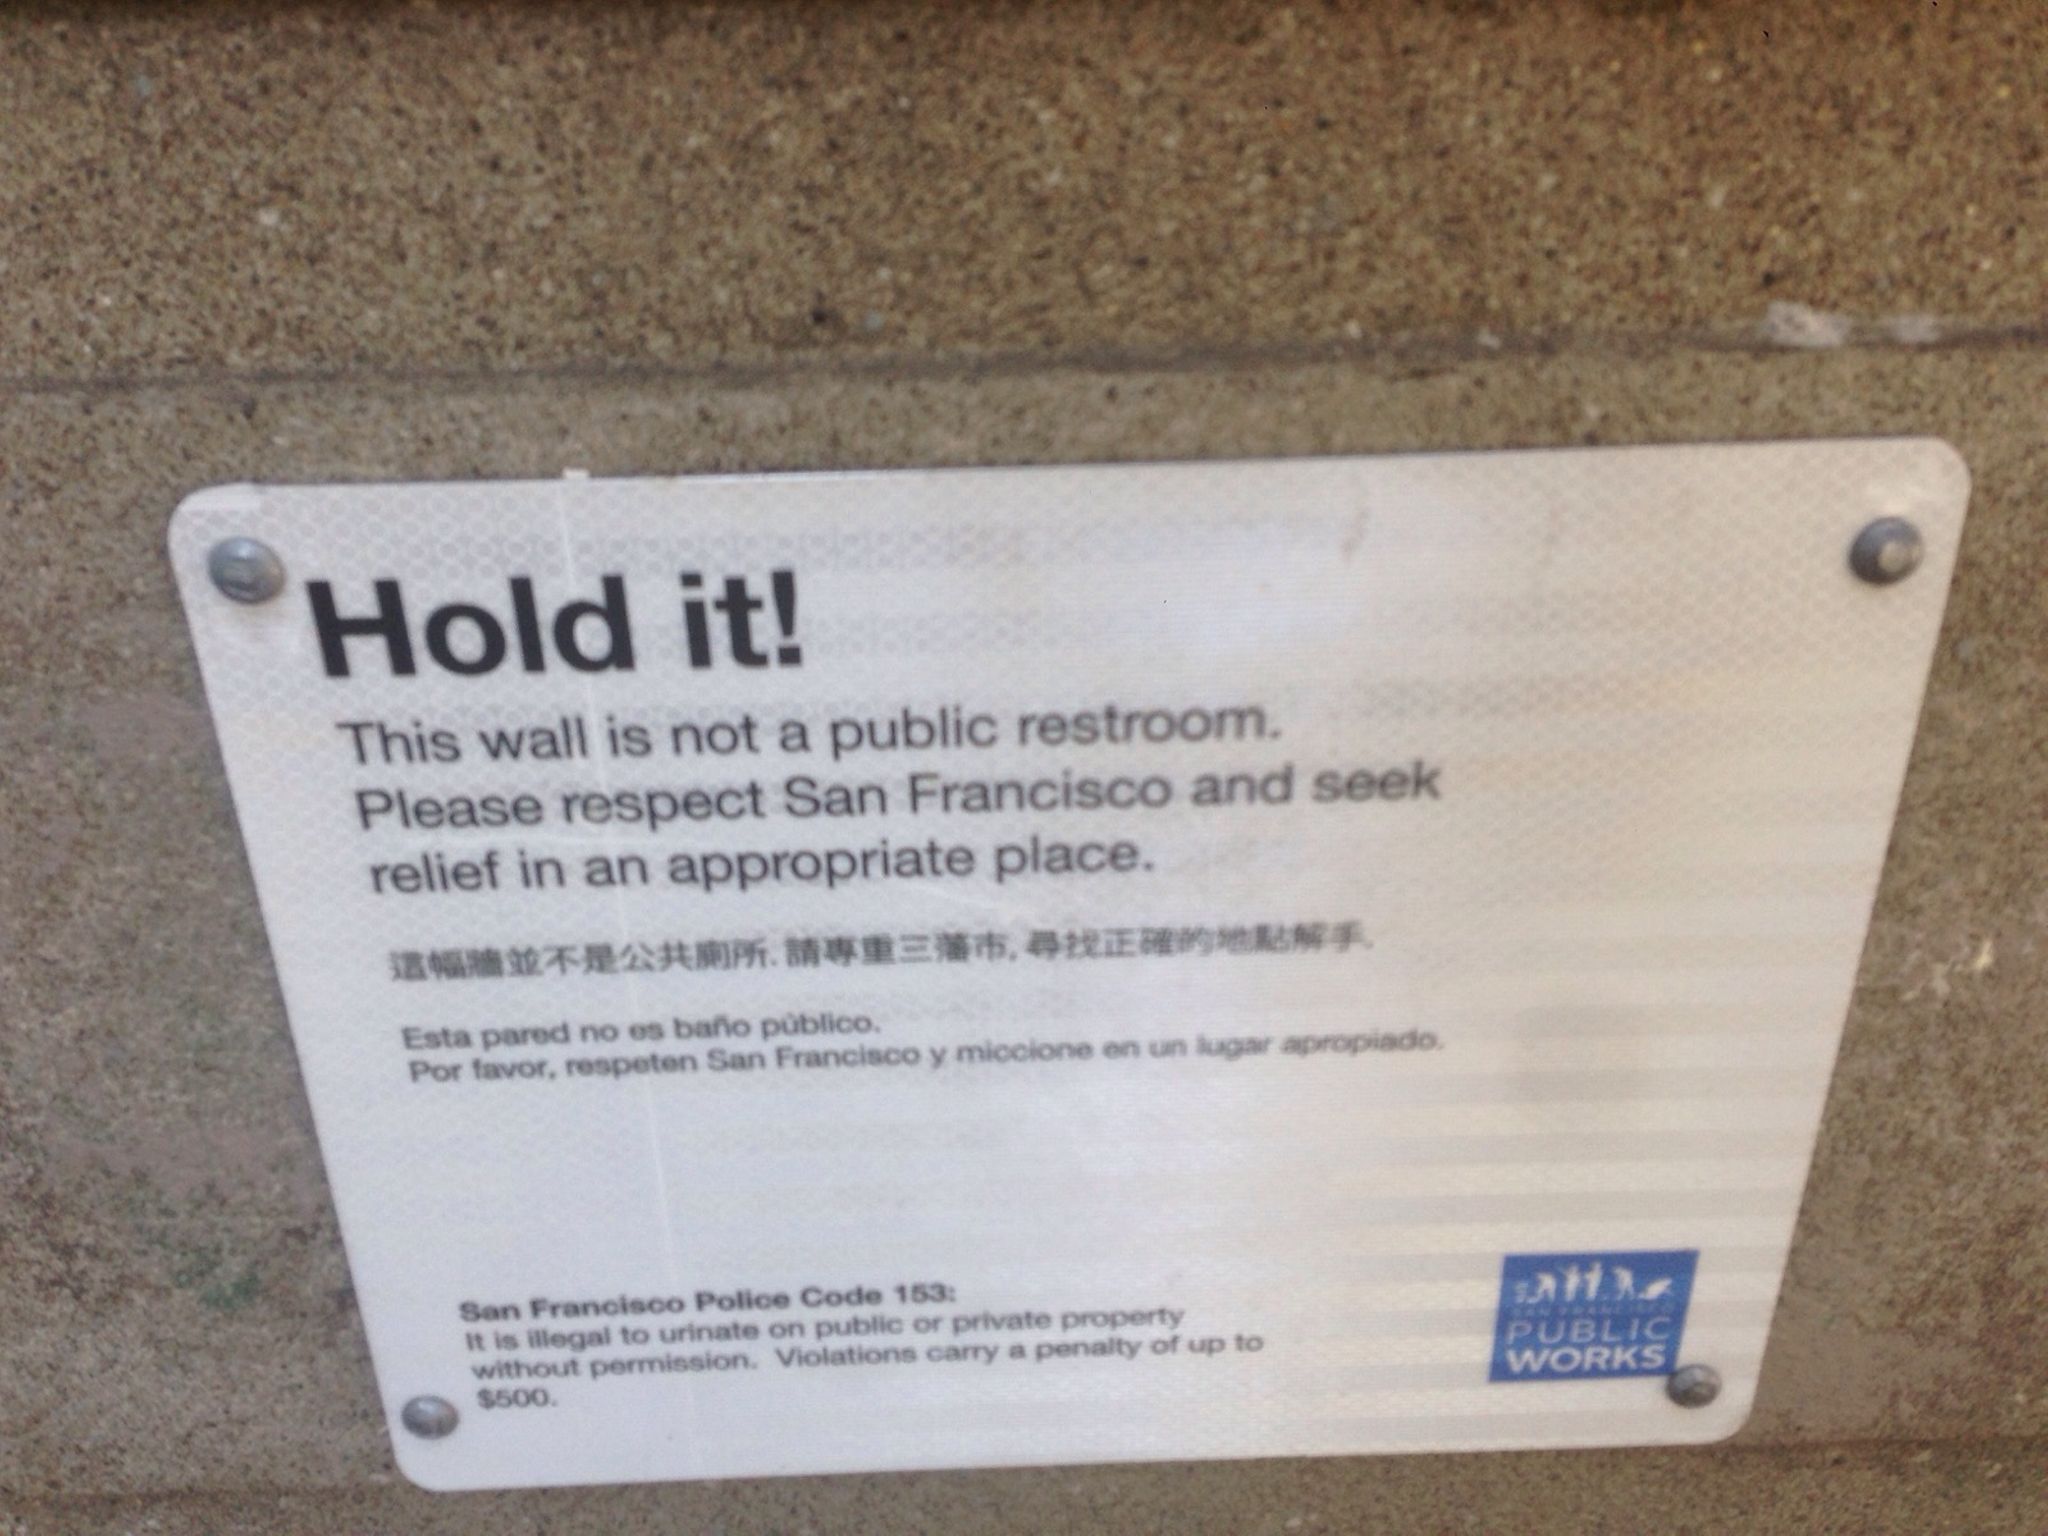 Hold it!
This wall is not a public restroom.
Please respect San Francisco and seek
relief in an appropriate place.
這幅牆並不是公共廁所. 請專重三藩市, 尋找正確的地點解手.
Esta pared no es baño público.
Por favor, respeten San Francisco y miccione en un lugar apropiado.
San Francisco Police Code 153:
It is illegal to urinate on public or private property
without permission. Violations carry a penalty of up to
$500.
SAN FRANCISCO
PUBLIC
WORKS